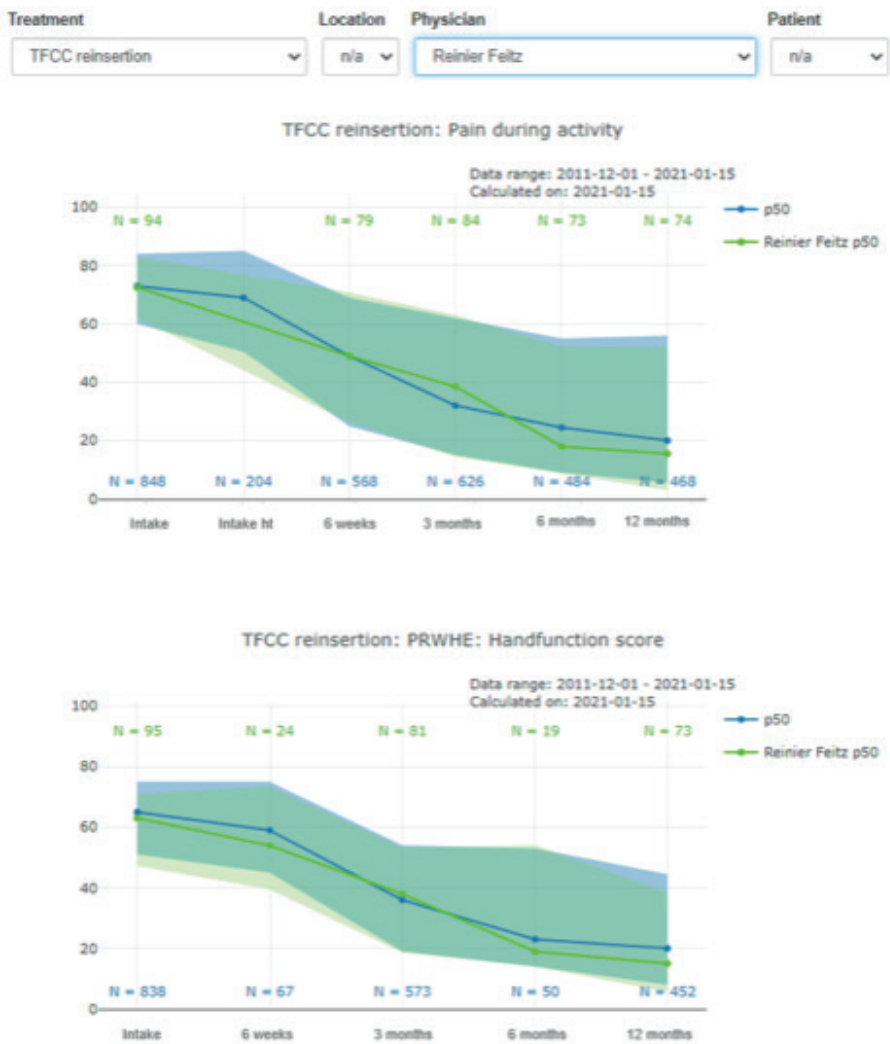 Treatment Location Physician Patient
TFCC reinsertion n/a Reinier Feitz n/a
TFCC reinsertion: Pain during activity
Data range: 2011-12-01 - 2021-01-15
Calculated on: 2021-01-15
p50
Reinier Feitz p50
100
80
60
40
20
0
N = 94 N = 79 N = 84 N = 73 N = 74
N = 848 N = 204 N = 568 N = 626 N = 484 N = 468
Intake Intake ht 6 weeks 3 months 6 months 12 months
TFCC reinsertion: PRWHE: Handfunction score
Data range: 2011-12-01 - 2021-01-15
Calculated on: 2021-01-15
p50
Reinier Feitz p50
100
80
60
40
20
0
N = 95 N = 24 N = 81 N = 19 N = 73
N = 838 N = 67 N = 573 N = 50 N = 452
Intake 6 weeks 3 months 6 months 12 months